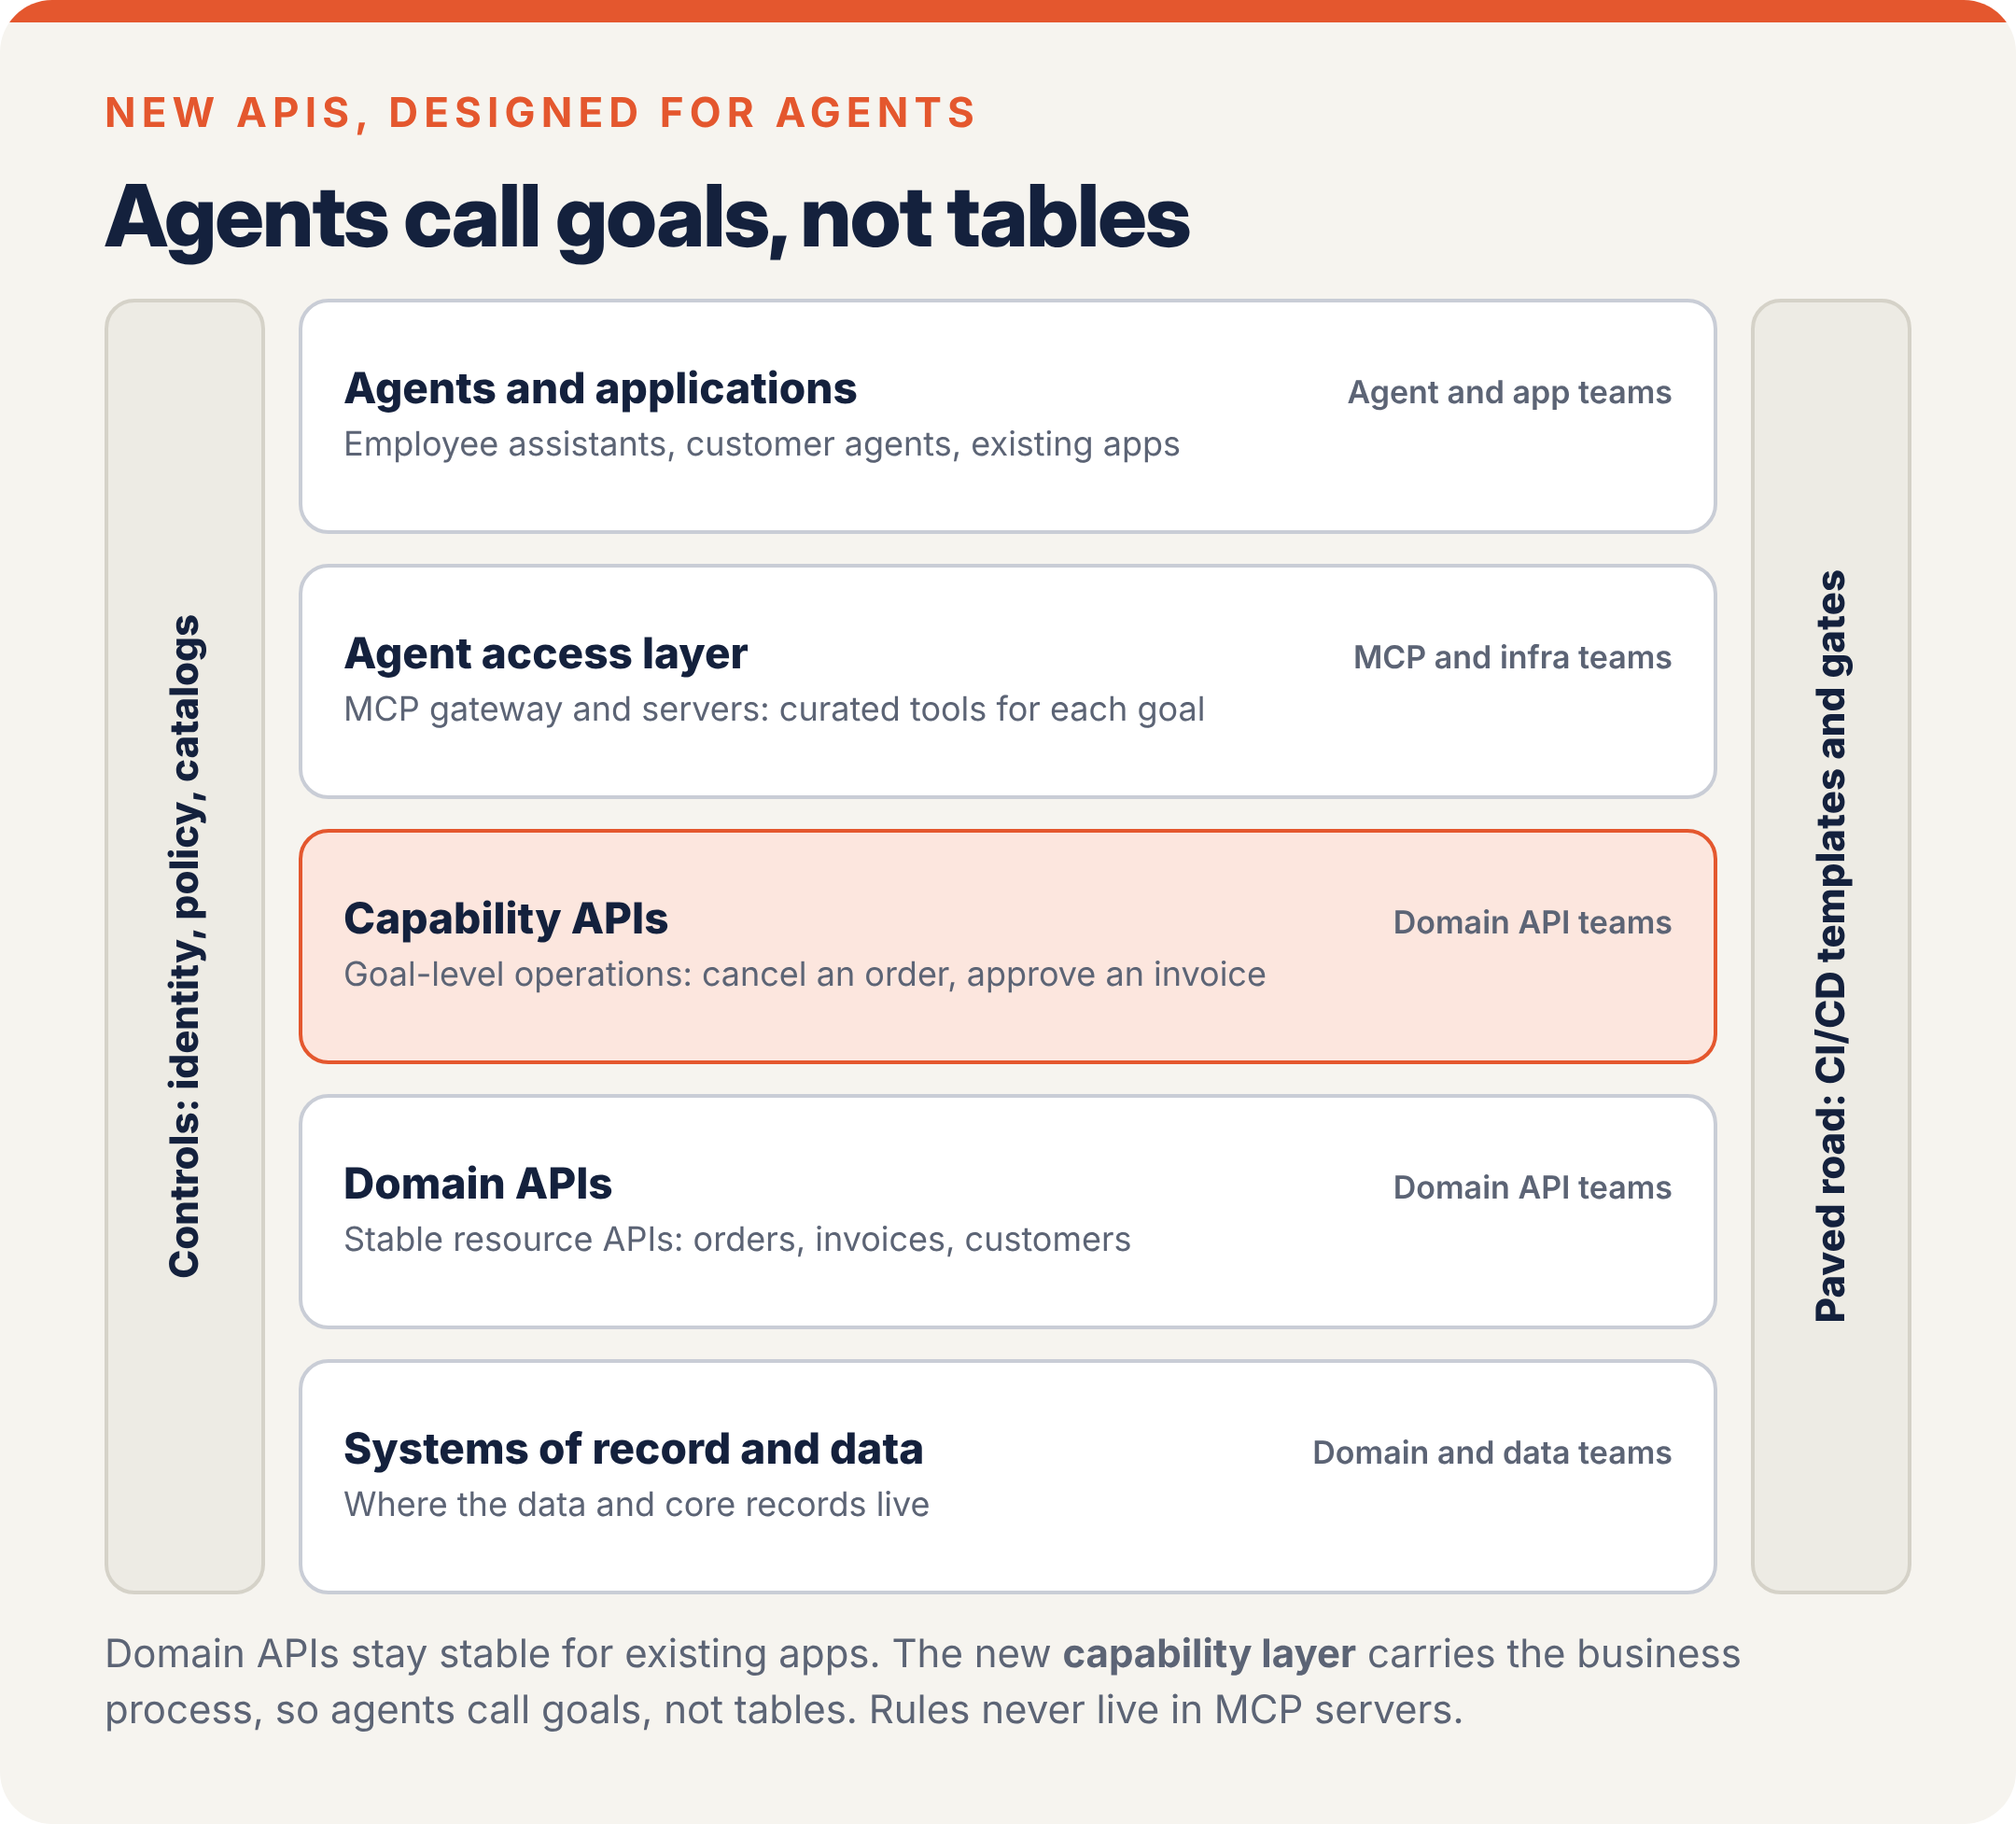 NEW APIS, DESIGNED FOR AGENTS
Agents call goals, not tables
Controls: identity, policy, catalogs
Agents and applications
Agent and app teams
Employee assistants, customer agents, existing apps
Agent access layer
MCP and infra teams
MCP gateway and servers: curated tools for each goal
Capability APIs
Domain API teams
Goal-level operations: cancel an order, approve an invoice
Domain APIs
Domain API teams
Stable resource APIs: orders, invoices, customers
Systems of record and data
Domain and data teams
Where the data and core records live
Paved road: CI/CD templates and gates
Domain APIs stay stable for existing apps. The new capability layer carries the business
process, so agents call goals, not tables. Rules never live in MCP servers.